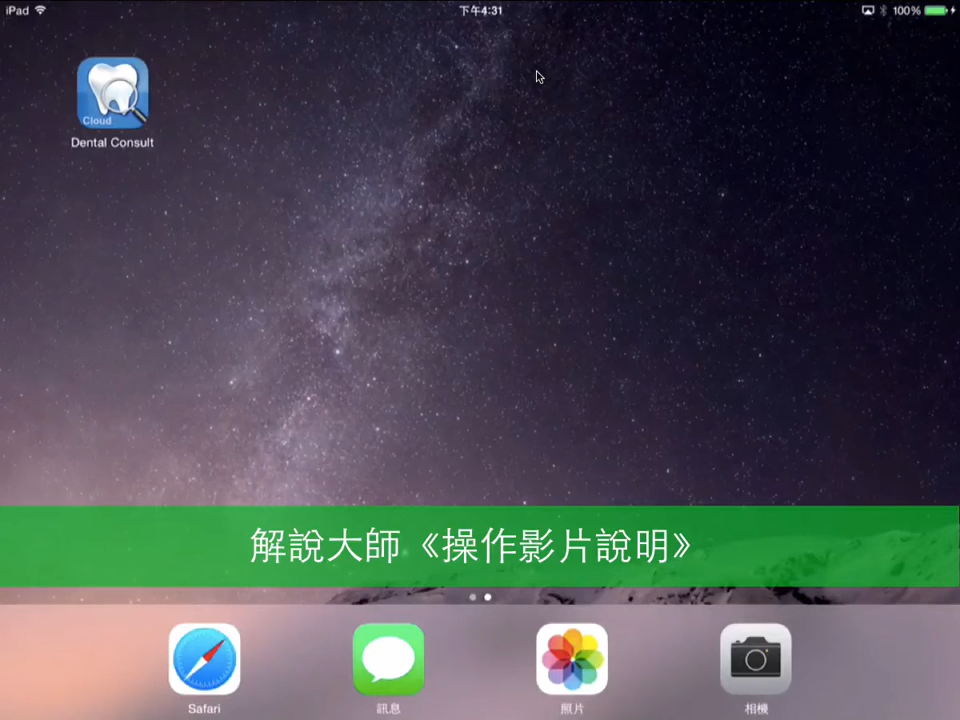 iPad 下午4:31 100%
Cloud
Dental Consult
解說大師《操作影片說明》
Safari 訊息 照片 相機